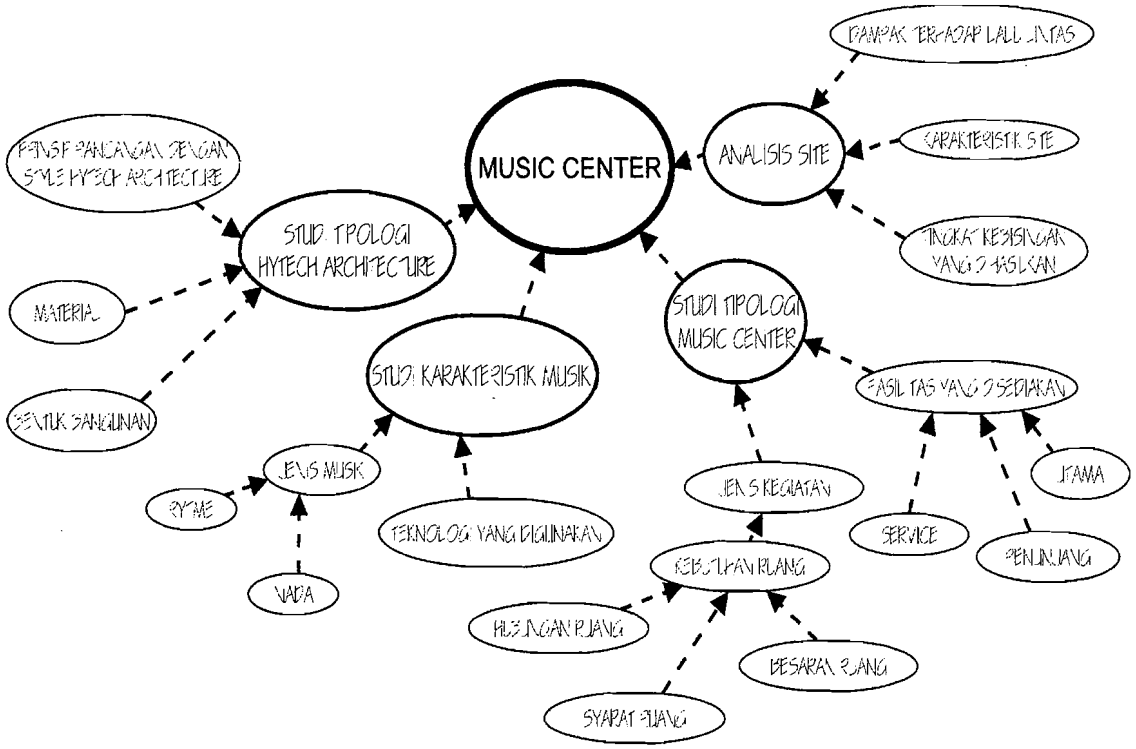 DAMPAK TERHADAP LALU LINTAS
MUSIC CENTER
ANALISIS SITE
KARAKTERISTIK SITE
PRINSIP RANCANGAN DENGAN
STYLE HYTECH ARCHITECTURE
STUDI TIPOLOGI
HYTECH ARCHITECTURE
TINGKAT KEBISINGAN
YANG DIHASILKAN
MATERIAL
STUDI TIPOLOGI
MUSIC CENTER
STUDI KARAKTERISTIK MUSIK
FASILITAS YANG DISEDIAKAN
BENTUK BANGUNAN
JENIS MUSIK
JENIS KEGIATAN
UTAMA
RYTME
TEKNOLOGI YANG DIGUNAKAN
SERVICE
PENUNJANG
KEBUTUHAN RUANG
NADA
HUBUNGAN RUANG
BESARAN RUANG
SYARAT RUANG